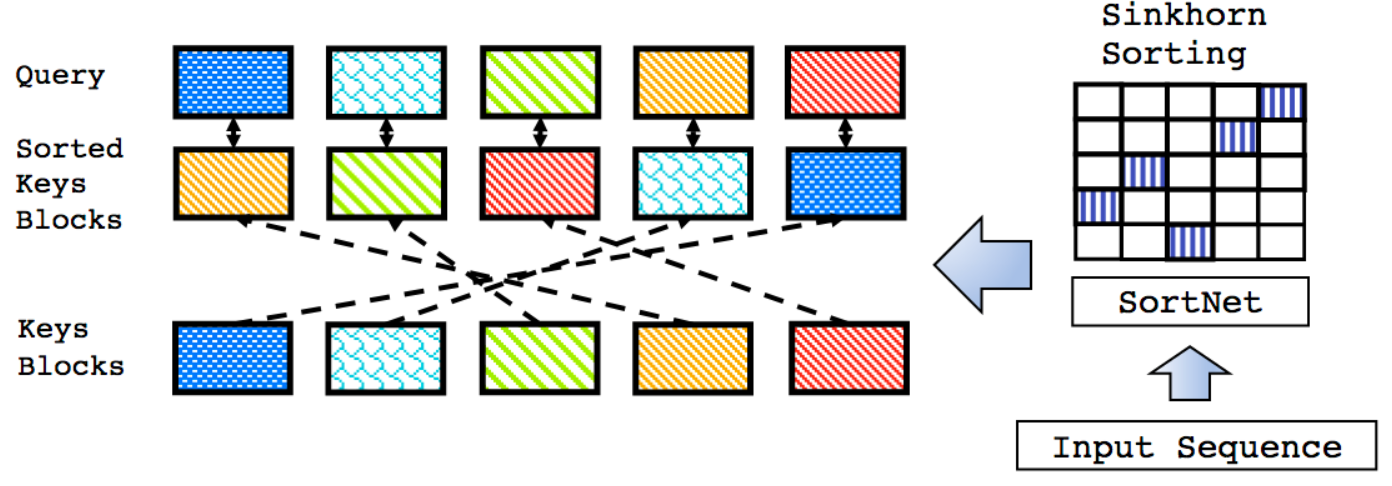 Query
Sorted
Keys
Blocks
Keys
Blocks
Sinkhorn
Sorting
SortNet
Input Sequence